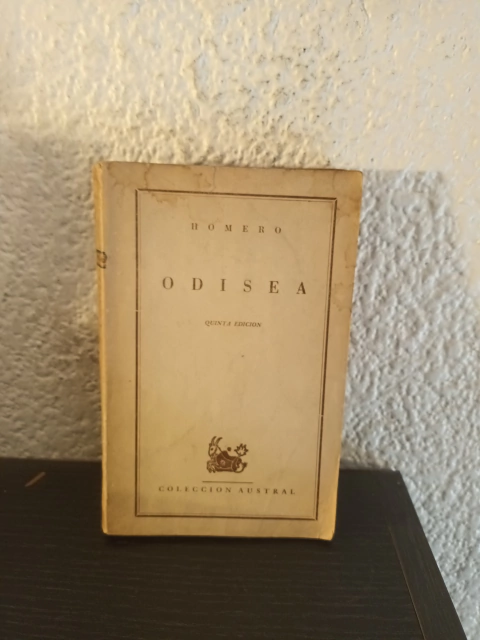 HOMERO
ODISEA
QUINTA EDICION
COLECCION AUSTRAL